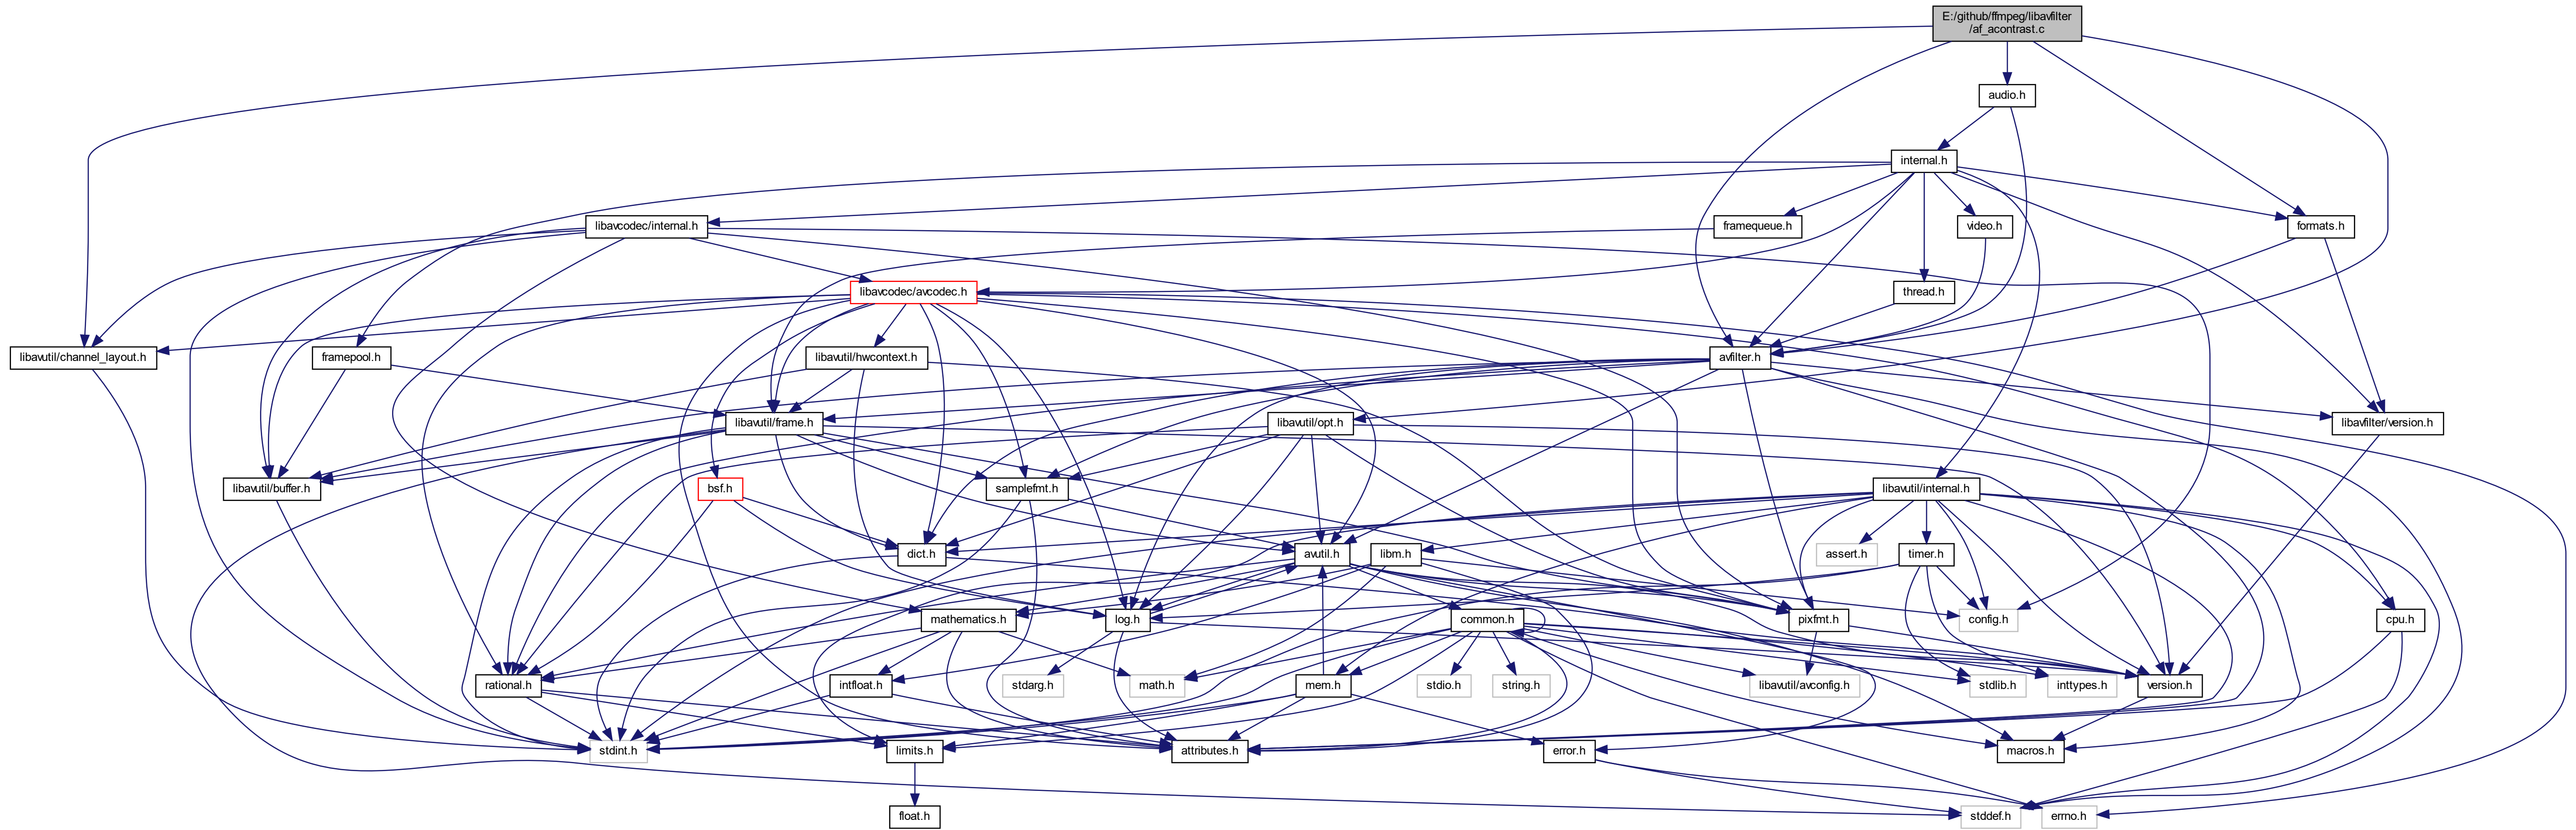 E:/github/ffmpeg/libavfilter
/af_acontrast.c
audio.h
internal.h
libavcodec/internal.h
framequeue.h
video.h
formats.h
libavcodec/avcodec.h
thread.h
libavutil/channel_layout.h
framepool.h
libavutil/hwcontext.h
avfilter.h
libavutil/frame.h
libavutil/opt.h
libavfilter/version.h
libavutil/buffer.h
bsf.h
samplefmt.h
libavutil/internal.h
dict.h
avutil.h
libm.h
assert.h
timer.h
mathematics.h
log.h
common.h
pixfmt.h
config.h
cpu.h
rational.h
intfloat.h
stdarg.h
math.h
mem.h
stdio.h
string.h
libavutil/avconfig.h
stdlib.h
inttypes.h
version.h
stdint.h
limits.h
attributes.h
error.h
macros.h
float.h
stddef.h
errno.h